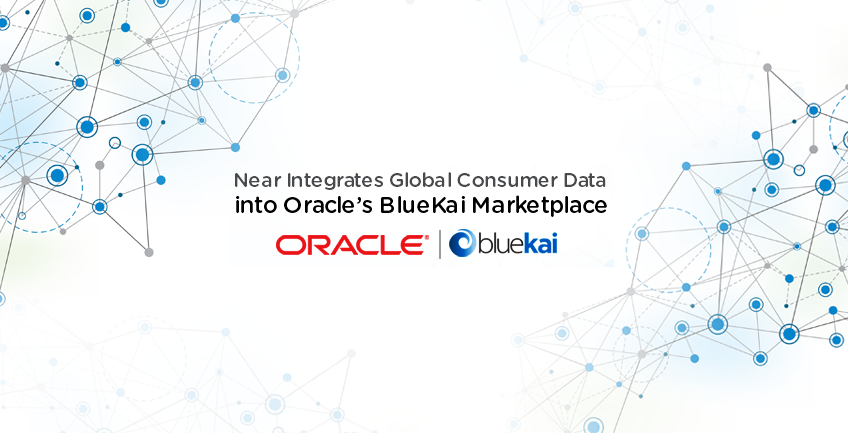 Near Integrates Global Consumer Data
into Oracle's BlueKai Marketplace
ORACLE® | bluekai